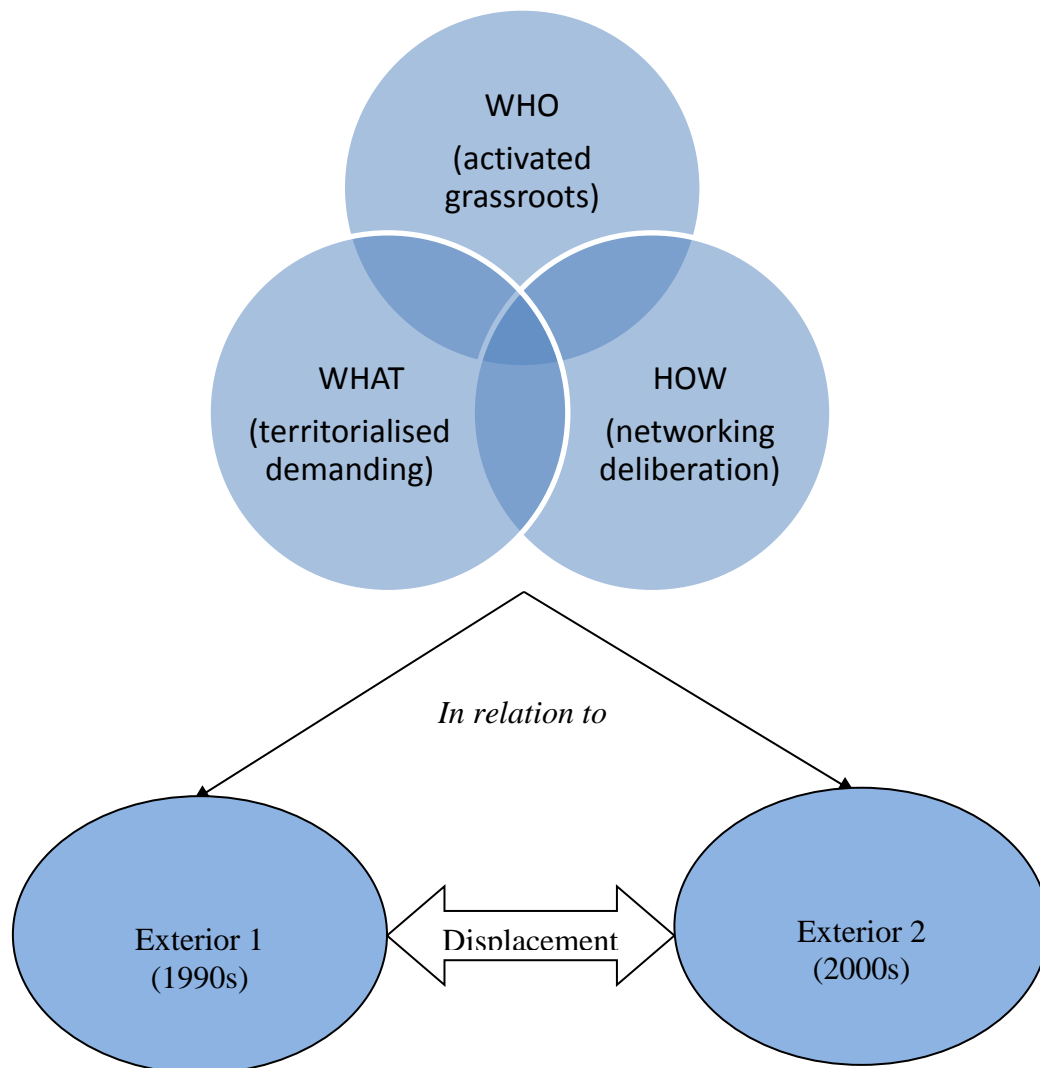 WHO
(activated
grassroots)
WHAT
(territorialised
demanding)
HOW
(networking
deliberation)
In relation to
Exterior 1
(1990s)
Displacement
Exterior 2
(2000s)